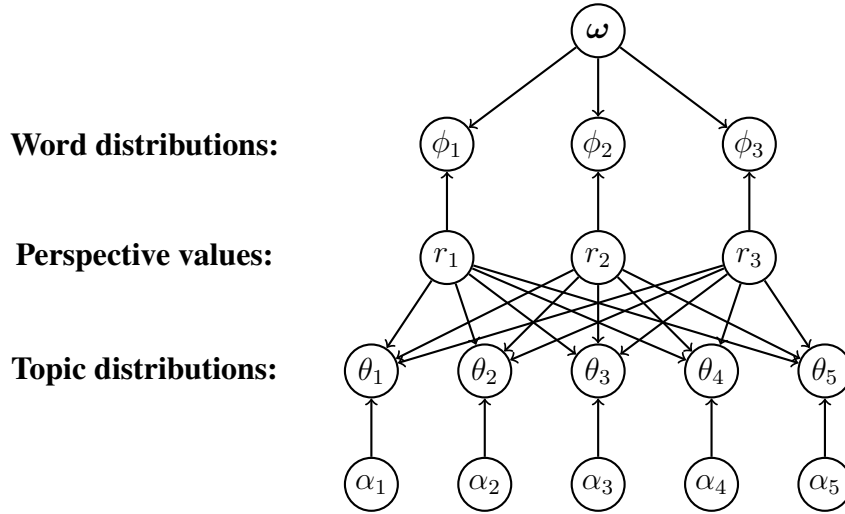 ω
Word distributions: ϕ₁ ϕ₂ ϕ₃
Perspective values: r₁ r₂ r₃
Topic distributions: θ₁ θ₂ θ₃ θ₄ θ₅
α₁ α₂ α₃ α₄ α₅